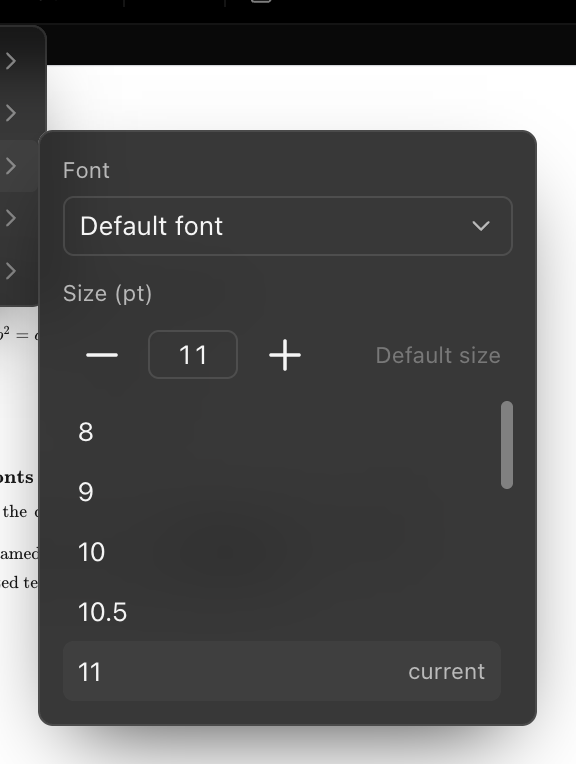 Font
Default font
Size (pt)
11
Default size
8
9
10
10.5
11 current
² =
onts
the
amed
ed te